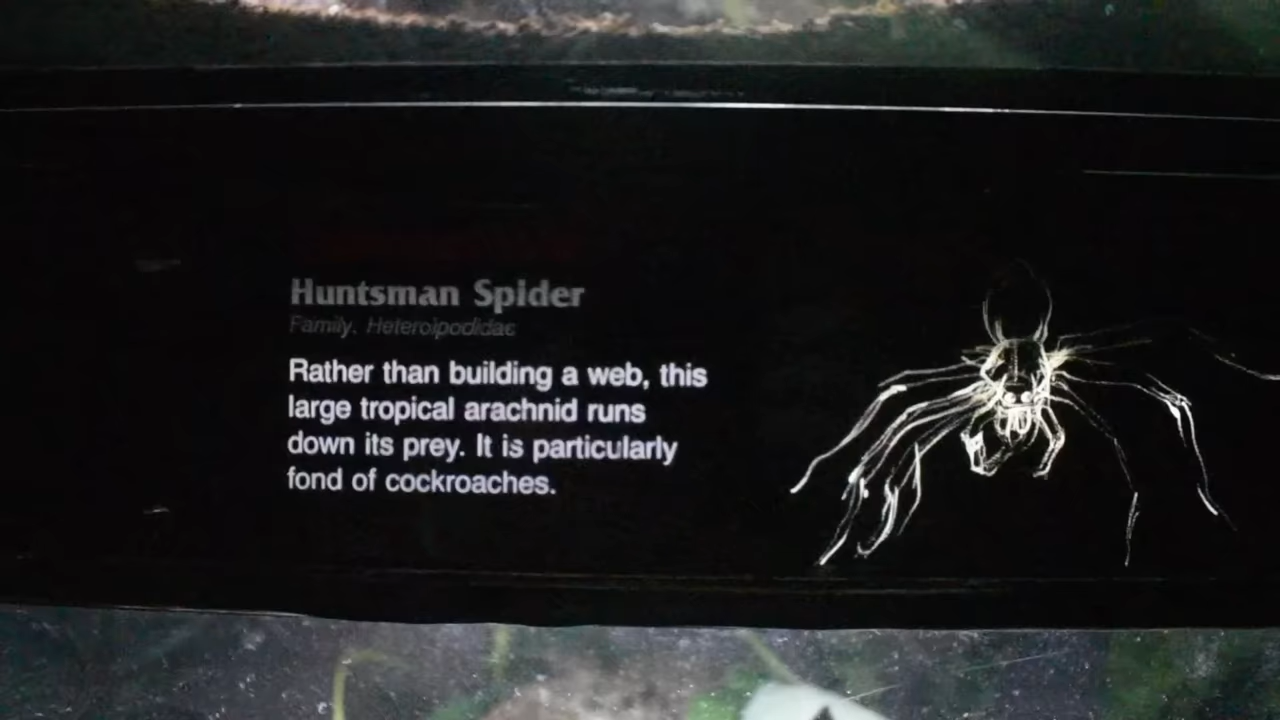 Huntsman Spider
Family. Heteroipodidae
Rather than building a web, this
large tropical arachnid runs
down its prey. It is particularly
fond of cockroaches.